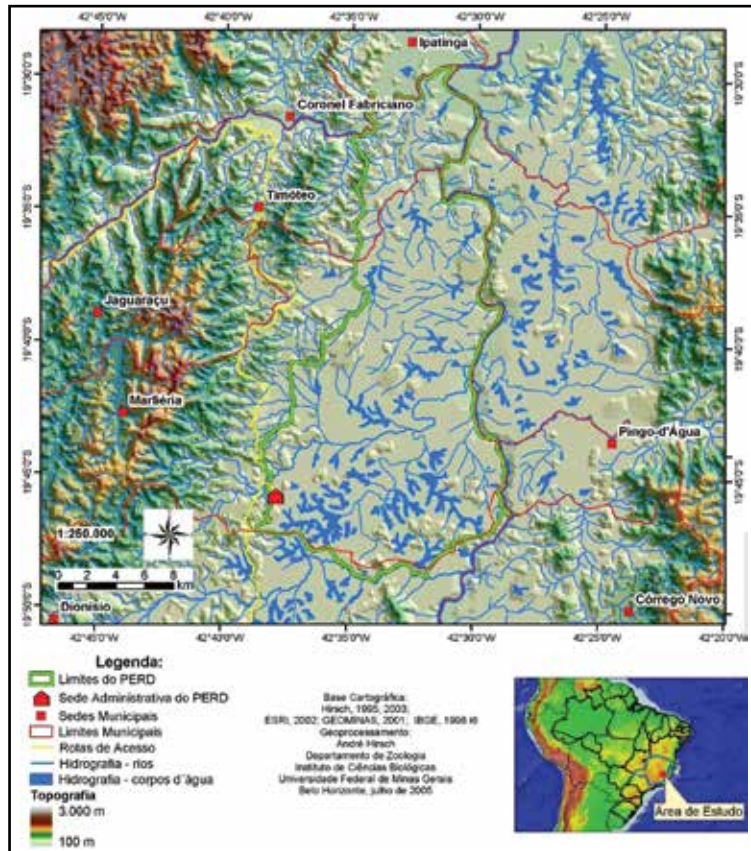 42°45'0"W 42°40'0"W 42°35'0"W 42°30'0"W 42°25'0"W
Ipatinga
19°30'0"S
19°30'0"S
Coronel Fabriciano
Timóteo
19°35'0"S
19°35'0"S
Jaguaraçu
19°40'0"S
19°40'0"S
Marliéria
Pingo-d'Água
19°45'0"S
19°45'0"S
1:250.000
0 2 4 6 8
km
Dionísio
Córrego Novo
19°50'0"S
42°45'0"W 42°40'0"W 42°35'0"W 42°30'0"W 42°25'0"W 42°20'0"W
Legenda:
Limites do PERD
Sede Administrativa do PERD
Sedes Municipais
Limites Municipais
Rotas de Acesso
Hidrografia - rios
Hidrografia - corpos d´água
Topografia
3.000 m
100 m
Base Cartográfica:
Hirsch, 1995, 2003;
ESRI, 2002; GEOMINAS, 2001; IBGE, 1998
Geoprocessamento:
André Hirsch
Departamento de Zoologia
Instituto de Ciências Biológicas
Universidade Federal de Minas Gerais
Belo Horizonte, julho de 2005
Área de Estudo